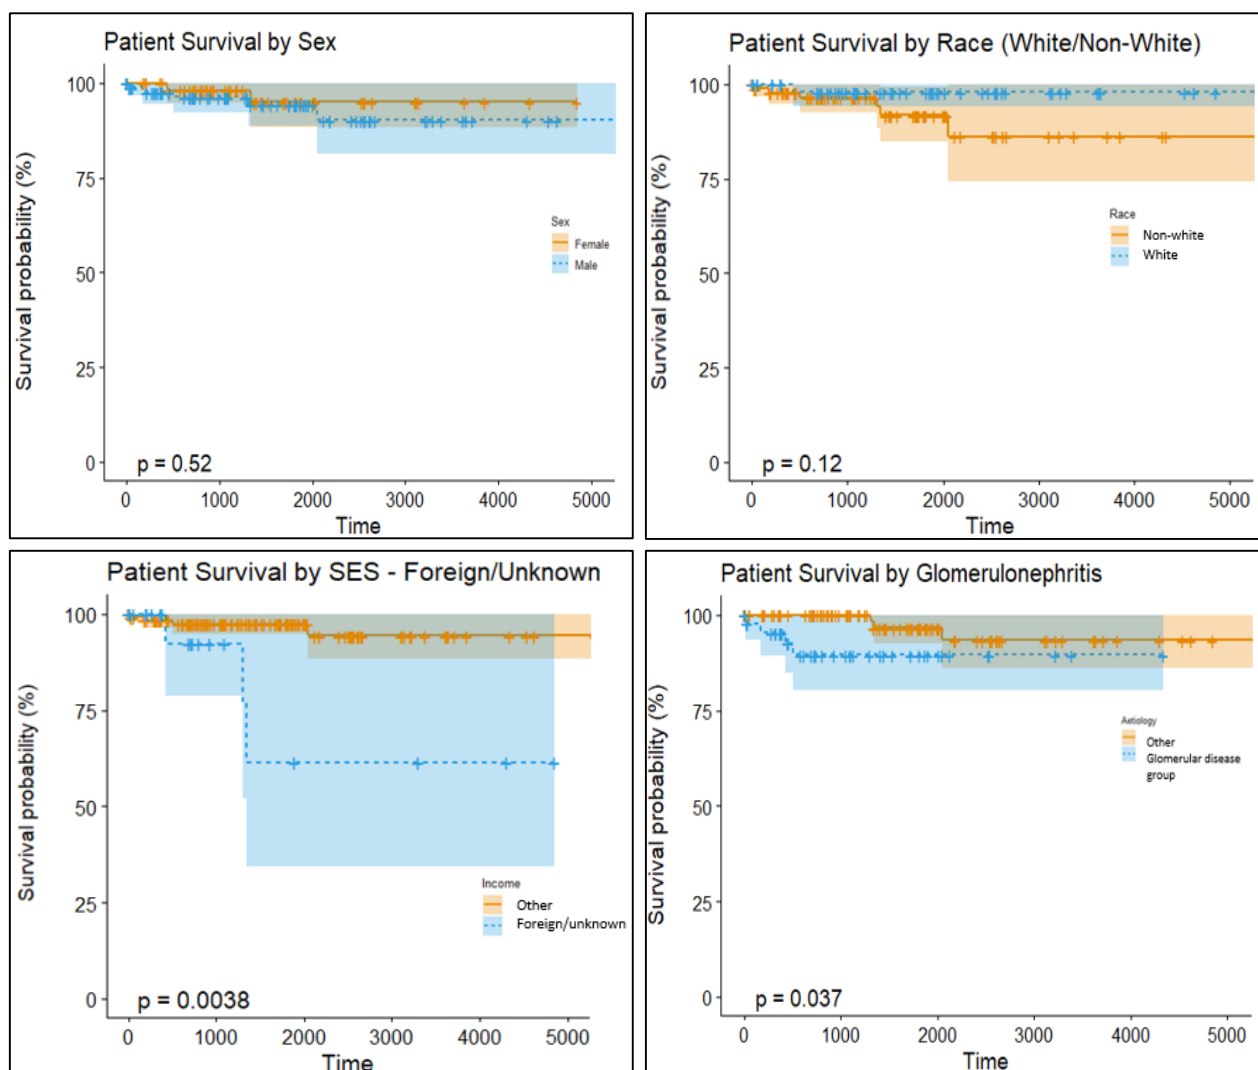 Patient Survival by Sex
Survival probability (%)
100
75
50
25
0
Sex
Female
Male
p = 0.52
0 1000 2000 3000 4000 5000
Time
Patient Survival by Race (White/Non-White)
Survival probability (%)
100
75
50
25
0
Race
Non-white
White
p = 0.12
0 1000 2000 3000 4000 5000
Time
Patient Survival by SES - Foreign/Unknown
Survival probability (%)
100
75
50
25
0
Income
Other
Foreign/unknown
p = 0.0038
0 1000 2000 3000 4000 5000
Time
Patient Survival by Glomerulonephritis
Survival probability (%)
100
75
50
25
0
Aetiology
Other
Glomerular disease
group
p = 0.037
0 1000 2000 3000 4000 5000
Time